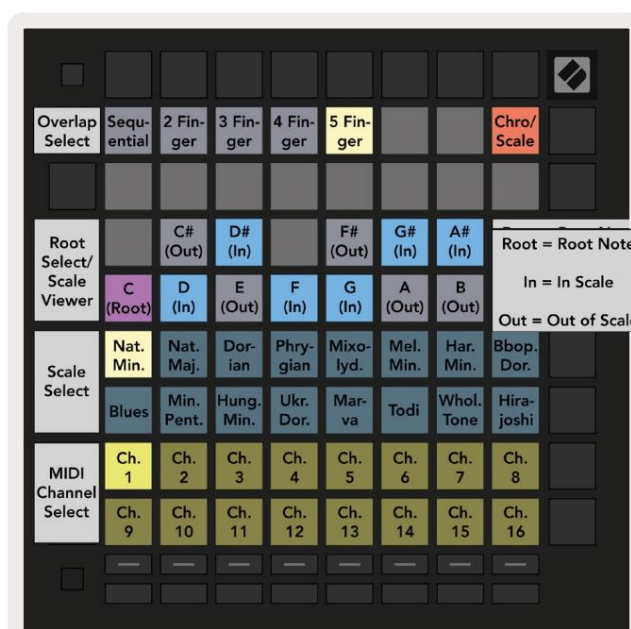 Overlap
Select
Sequ-
ential
2 Fin-
ger
3 Fin-
ger
4 Fin-
ger
5 Fin-
ger
Chro/
Scale
Root
Select/
Scale
Viewer
C#
(Out)
D#
(In)
F#
(Out)
G#
(In)
A#
(In)
C
(Root)
D
(In)
E
(Out)
F
(In)
G
(In)
A
(Out)
B
(Out)
Root = Root Note
In = In Scale
Out = Out of Scale
Scale
Select
Nat.
Min.
Nat.
Maj.
Dor-
ian
Phry-
gian
Mixo-
lyd.
Mel.
Min.
Har.
Min.
Bbop.
Dor.
Blues
Min.
Pent.
Hung.
Min.
Ukr.
Dor.
Mar-
va
Todi
Whol.
Tone
Hira-
joshi
MIDI
Channel
Select
Ch.
1
Ch.
2
Ch.
3
Ch.
4
Ch.
5
Ch.
6
Ch.
7
Ch.
8
Ch.
9
Ch.
10
Ch.
11
Ch.
12
Ch.
13
Ch.
14
Ch.
15
Ch.
16